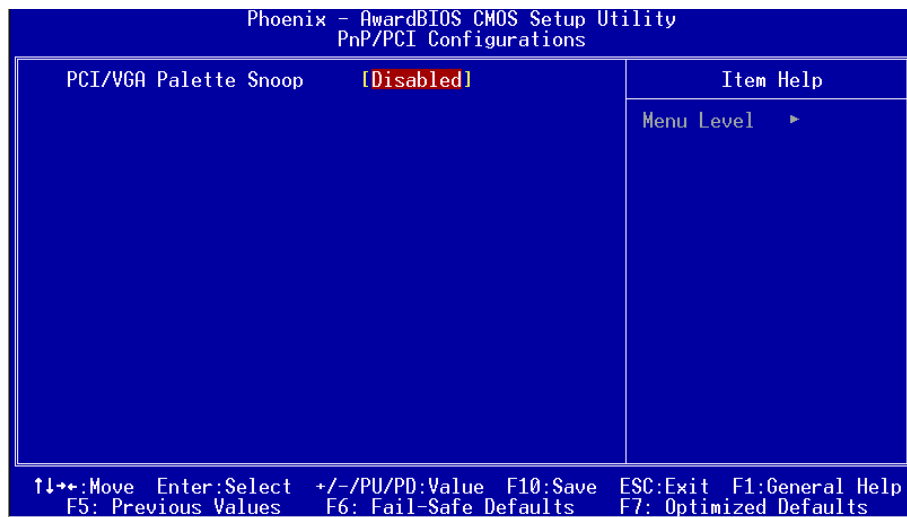 Phoenix - AwardBIOS CMOS Setup Utility
PnP/PCI Configurations
PCI/VGA Palette Snoop [Disabled]
Item Help
Menu Level ►
↑↓→←:Move Enter:Select +/-/PU/PD:Value F10:Save ESC:Exit F1:General Help
F5: Previous Values F6: Fail-Safe Defaults F7: Optimized Defaults